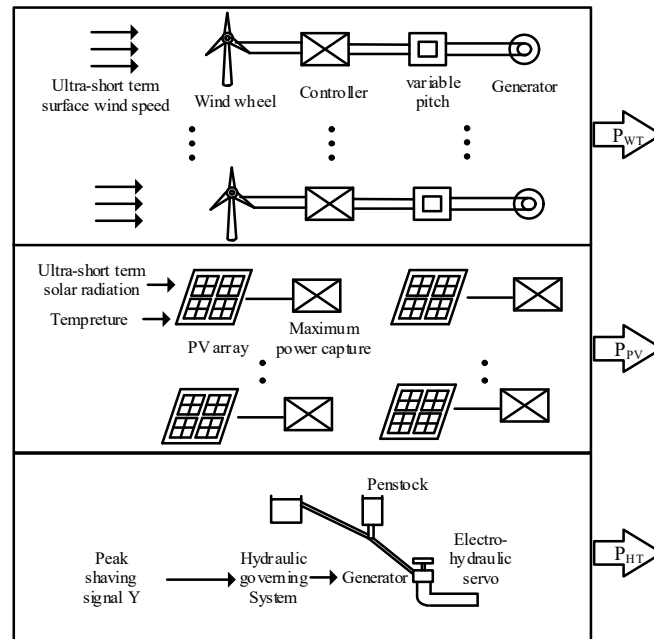 Ultra-short term
surface wind speed
Wind wheel
Controller
variable
pitch
Generator
P_WT
Ultra-short term
solar radiation
Tempreture
PV array
Maximum
power capture
P_PV
Penstock
Peak
shaving
signal Y
Hydraulic
governing
System
Generator
Electro-
hydraulic
servo
P_HT